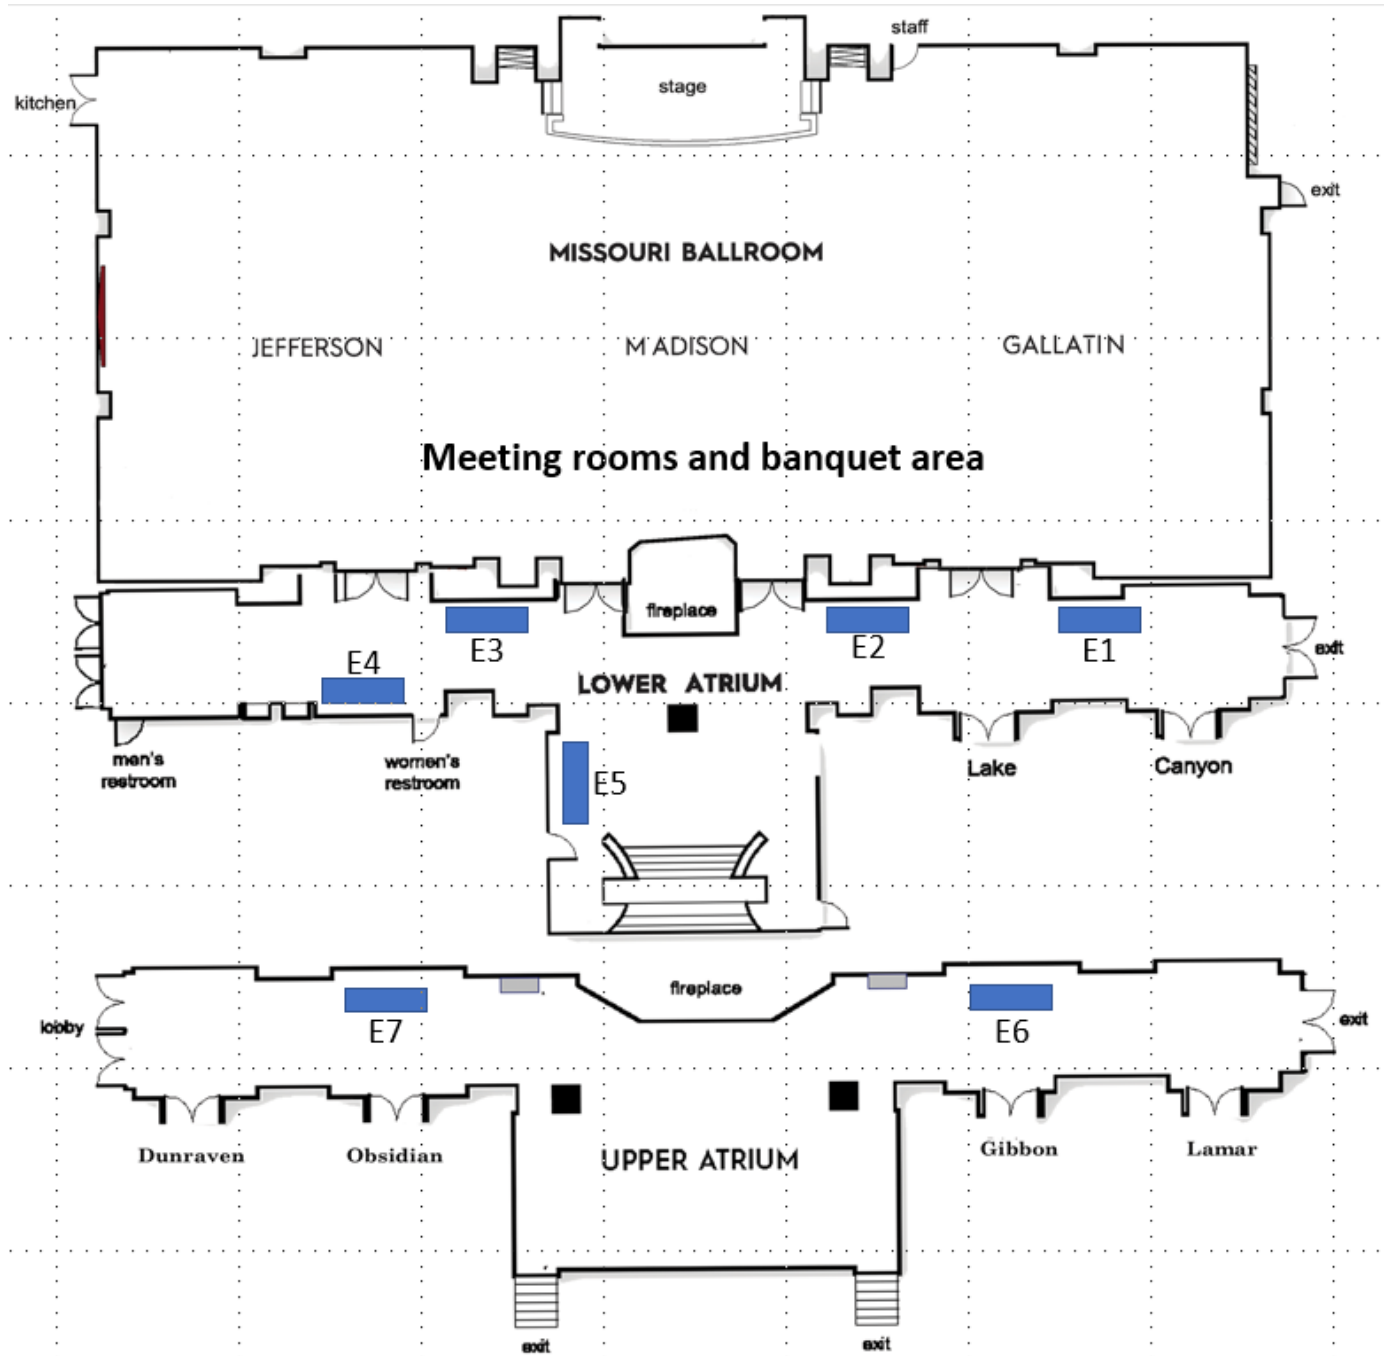 staff
stage
kitchen
exit
MISSOURI BALLROOM
JEFFERSON
MADISON
GALLATIN
Meeting rooms and banquet area
fireplace
E3
E2
E1
exit
E4
LOWER ATRIUM
men's
restroom
women's
restroom
E5
Lake
Canyon
fireplace
lobby
E7
E6
exit
Dunraven
Obsidian
UPPER ATRIUM
Gibbon
Lamar
exit
exit